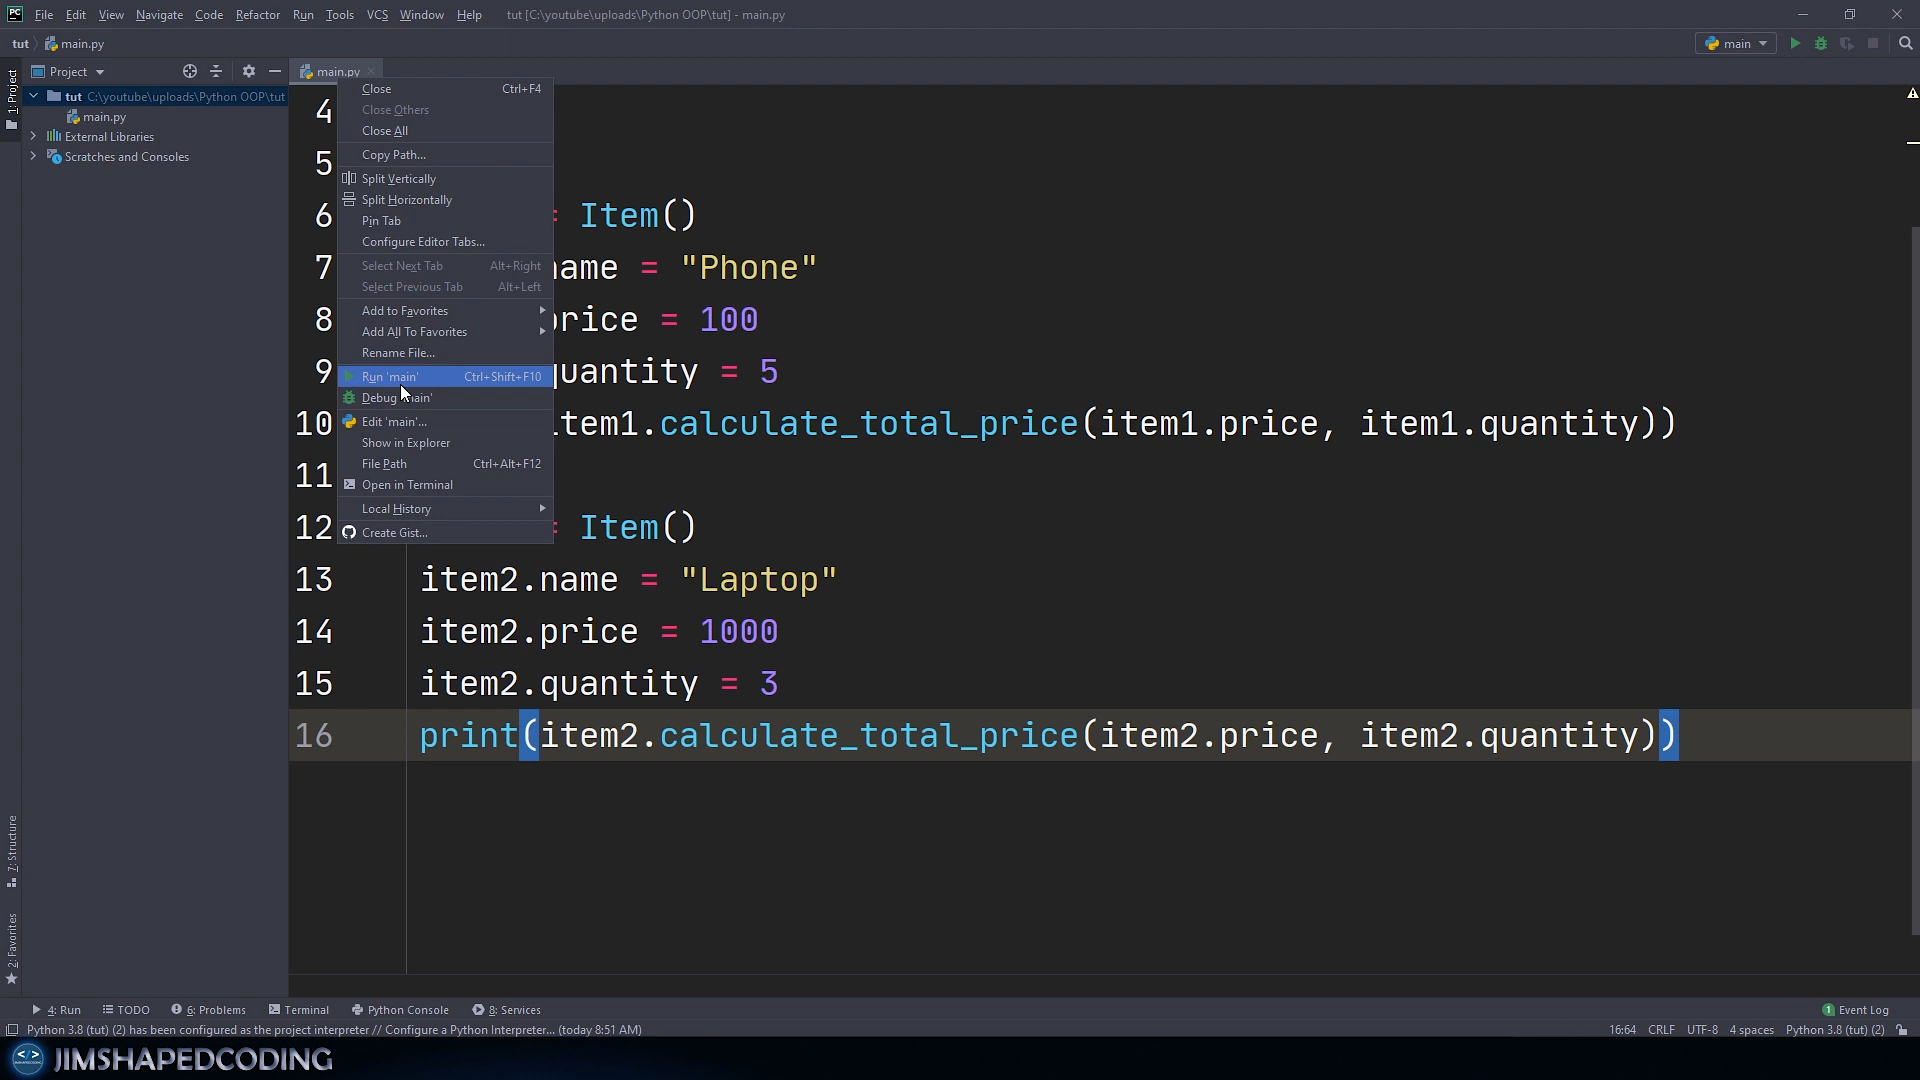 File Edit View Navigate Code Refactor Run Tools VCS Window Help tut [C:\youtube\uploads\Python OOP\tut] - main.py
tut main.py
main
1: Project
Project
main.py
tut C:\youtube\uploads\Python OOP\tut
main.py
External Libraries
Scratches and Consoles
Close Ctrl+F4
Close Others
Close All
Copy Path...
Split Vertically
Split Horizontally
Pin Tab
Configure Editor Tabs...
Select Next Tab Alt+Right
Select Previous Tab Alt+Left
Add to Favorites
Add All To Favorites
Rename File...
Run 'main' Ctrl+Shift+F10
Debug 'main'
Edit 'main'...
Show in Explorer
File Path Ctrl+Alt+F12
Open in Terminal
Local History
Create Gist...
4
5
6 = Item()
7 name = "Phone"
8 price = 100
9 quantity = 5
10 item1.calculate_total_price(item1.price, item1.quantity))
11
12 = Item()
13 item2.name = "Laptop"
14 item2.price = 1000
15 item2.quantity = 3
16 print(item2.calculate_total_price(item2.price, item2.quantity))
7: Structure
2: Favorites
4: Run TODO 6: Problems Terminal Python Console 8: Services 1 Event Log
Python 3.8 (tut) (2) has been configured as the project interpreter // Configure a Python Interpreter... (today 8:51 AM) 16:64 CRLF UTF-8 4 spaces Python 3.8 (tut) (2)
JIMSHAPEDCODING